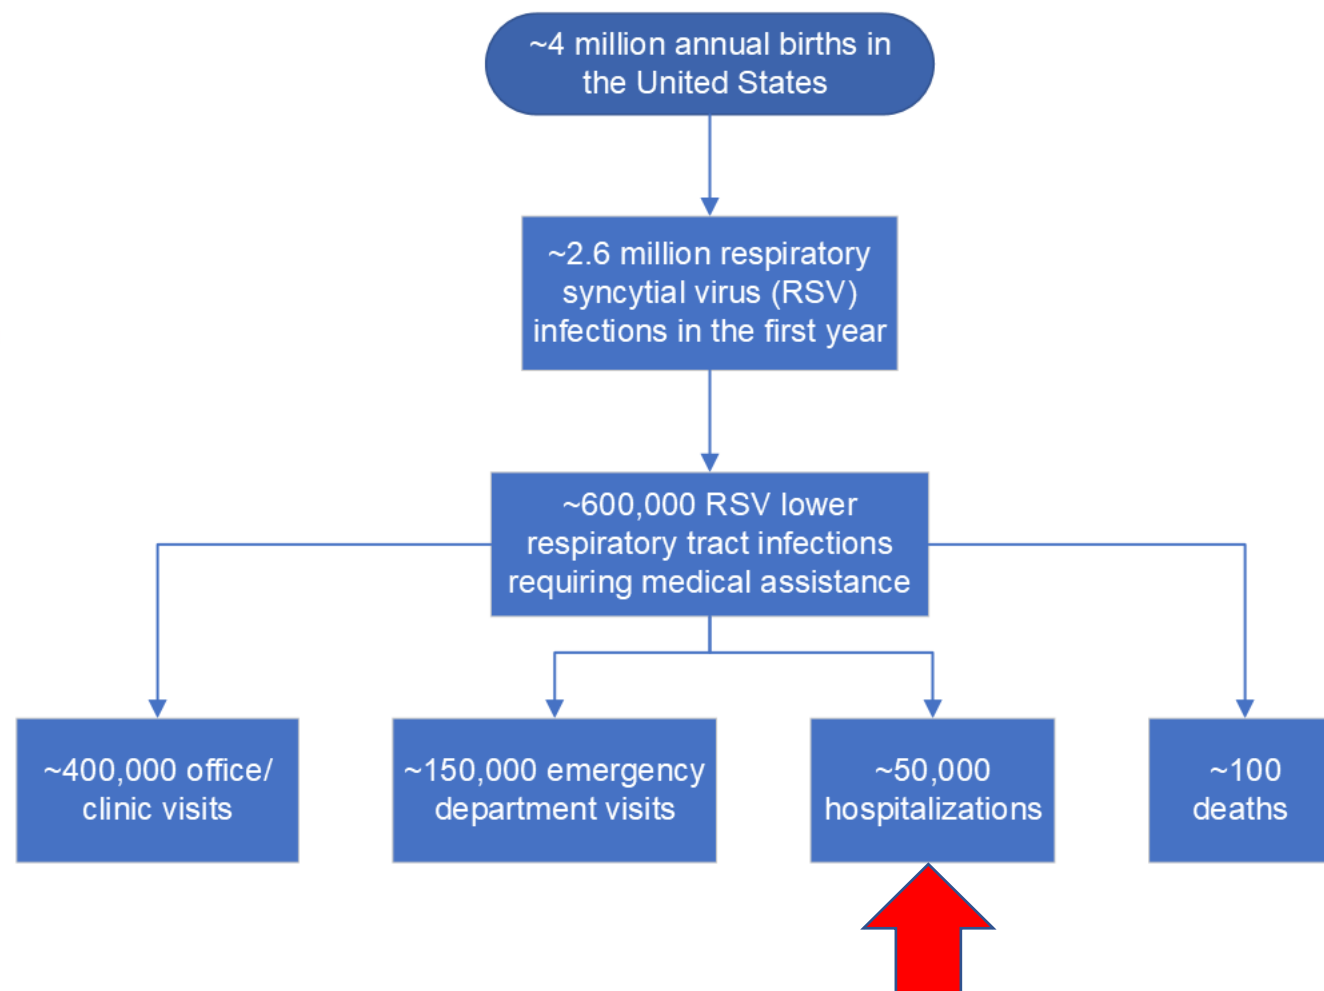 ~4 million annual births in
the United States
~2.6 million respiratory
syncytial virus (RSV)
infections in the first year
~600,000 RSV lower
respiratory tract infections
requiring medical assistance
~400,000 office/
clinic visits
~150,000 emergency
department visits
~50,000
hospitalizations
~100
deaths